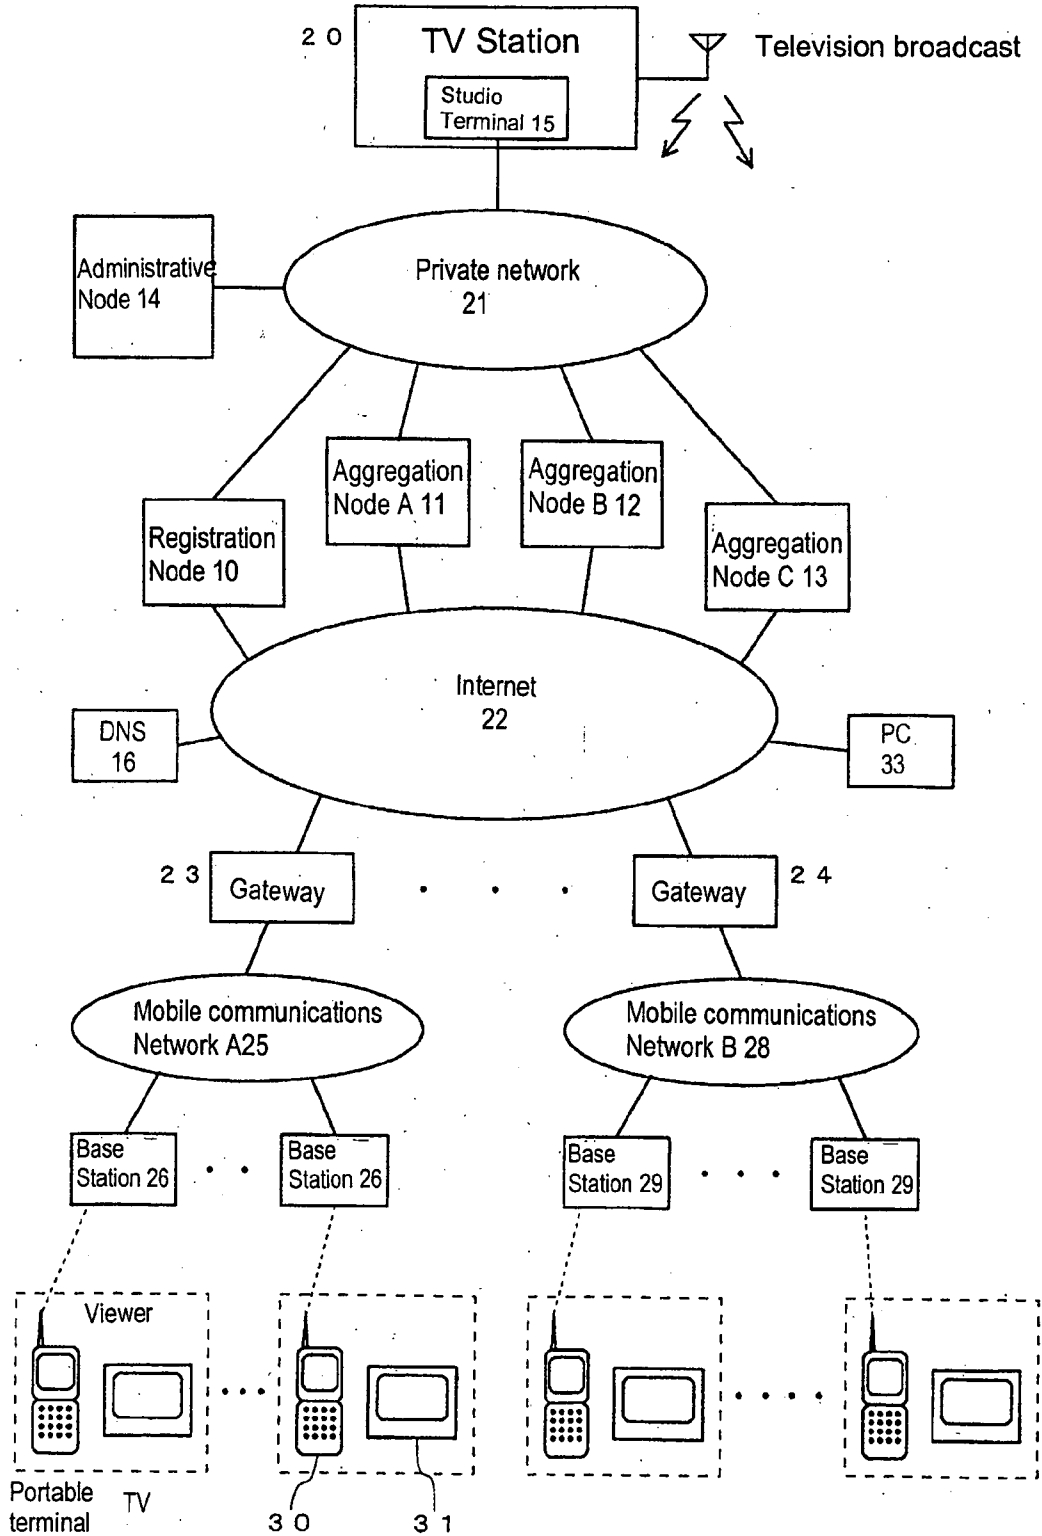 2 0
TV Station
Television broadcast
Studio
Terminal 15
Administrative
Node 14
Private network
21
Aggregation
Node A 11
Aggregation
Node B 12
Registration
Node 10
Aggregation
Node C 13
Internet
22
DNS
16
PC
33
2 3
Gateway
Gateway
2 4
Mobile communications
Network A25
Mobile communications
Network B 28
Base
Station 26
Base
Station 26
Base
Station 29
Base
Station 29
Viewer
Portable
terminal
TV
3 0
3 1